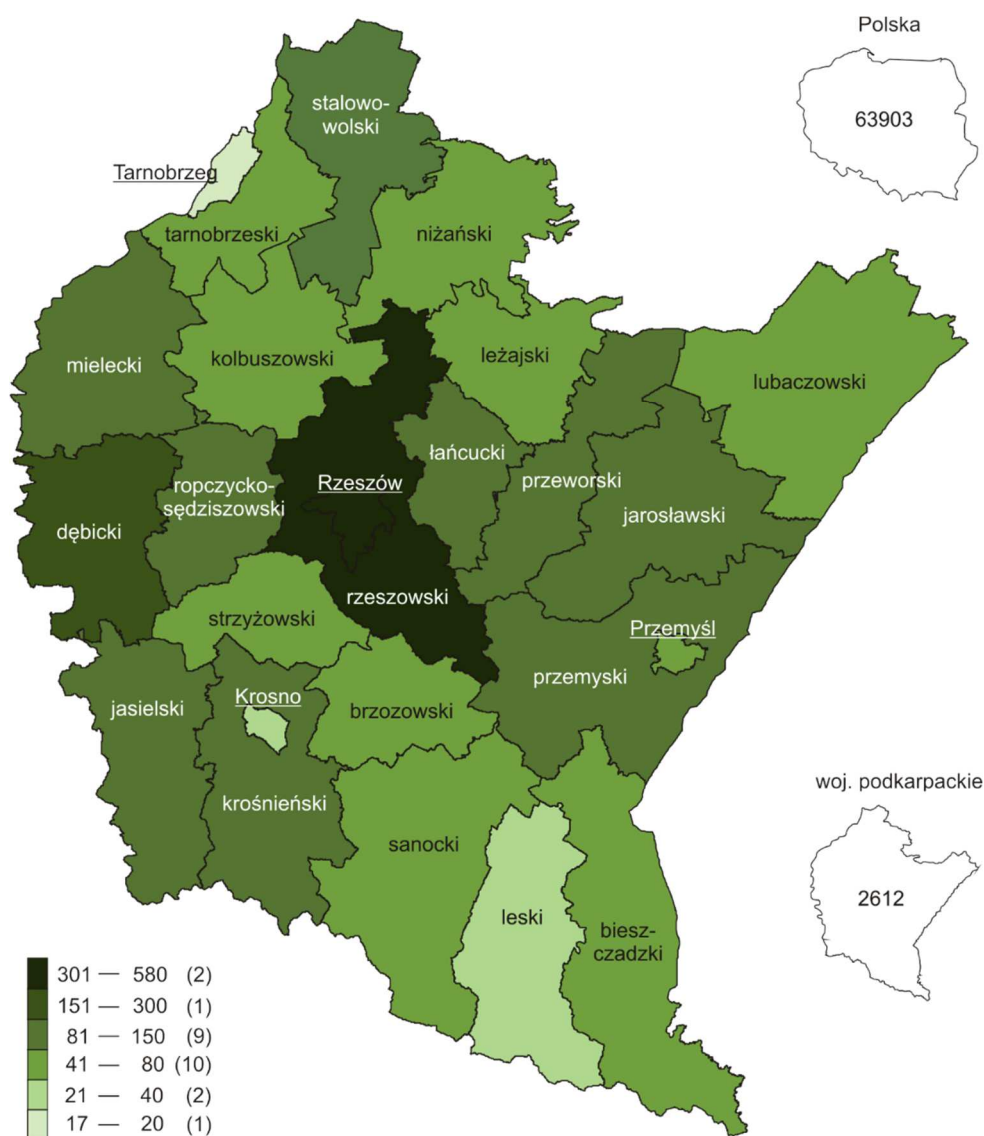 Polska
63903
stalowo-
wolski
Tarnobrzeg
tarnobrzeski
niżański
mielecki
kolbuszowski
leżajski
lubaczowski
łańcucki
ropczycko-
sędziszowski
Rzeszów
przeworski
jarosławski
dębicki
rzeszowski
strzyżowski
Przemyśl
przemyski
Krosno
jasielski
brzozowski
krośnieński
woj. podkarpackie
2612
sanocki
leski
biesz-
czadzki
301 — 580 (2)
151 — 300 (1)
81 — 150 (9)
41 — 80 (10)
21 — 40 (2)
17 — 20 (1)